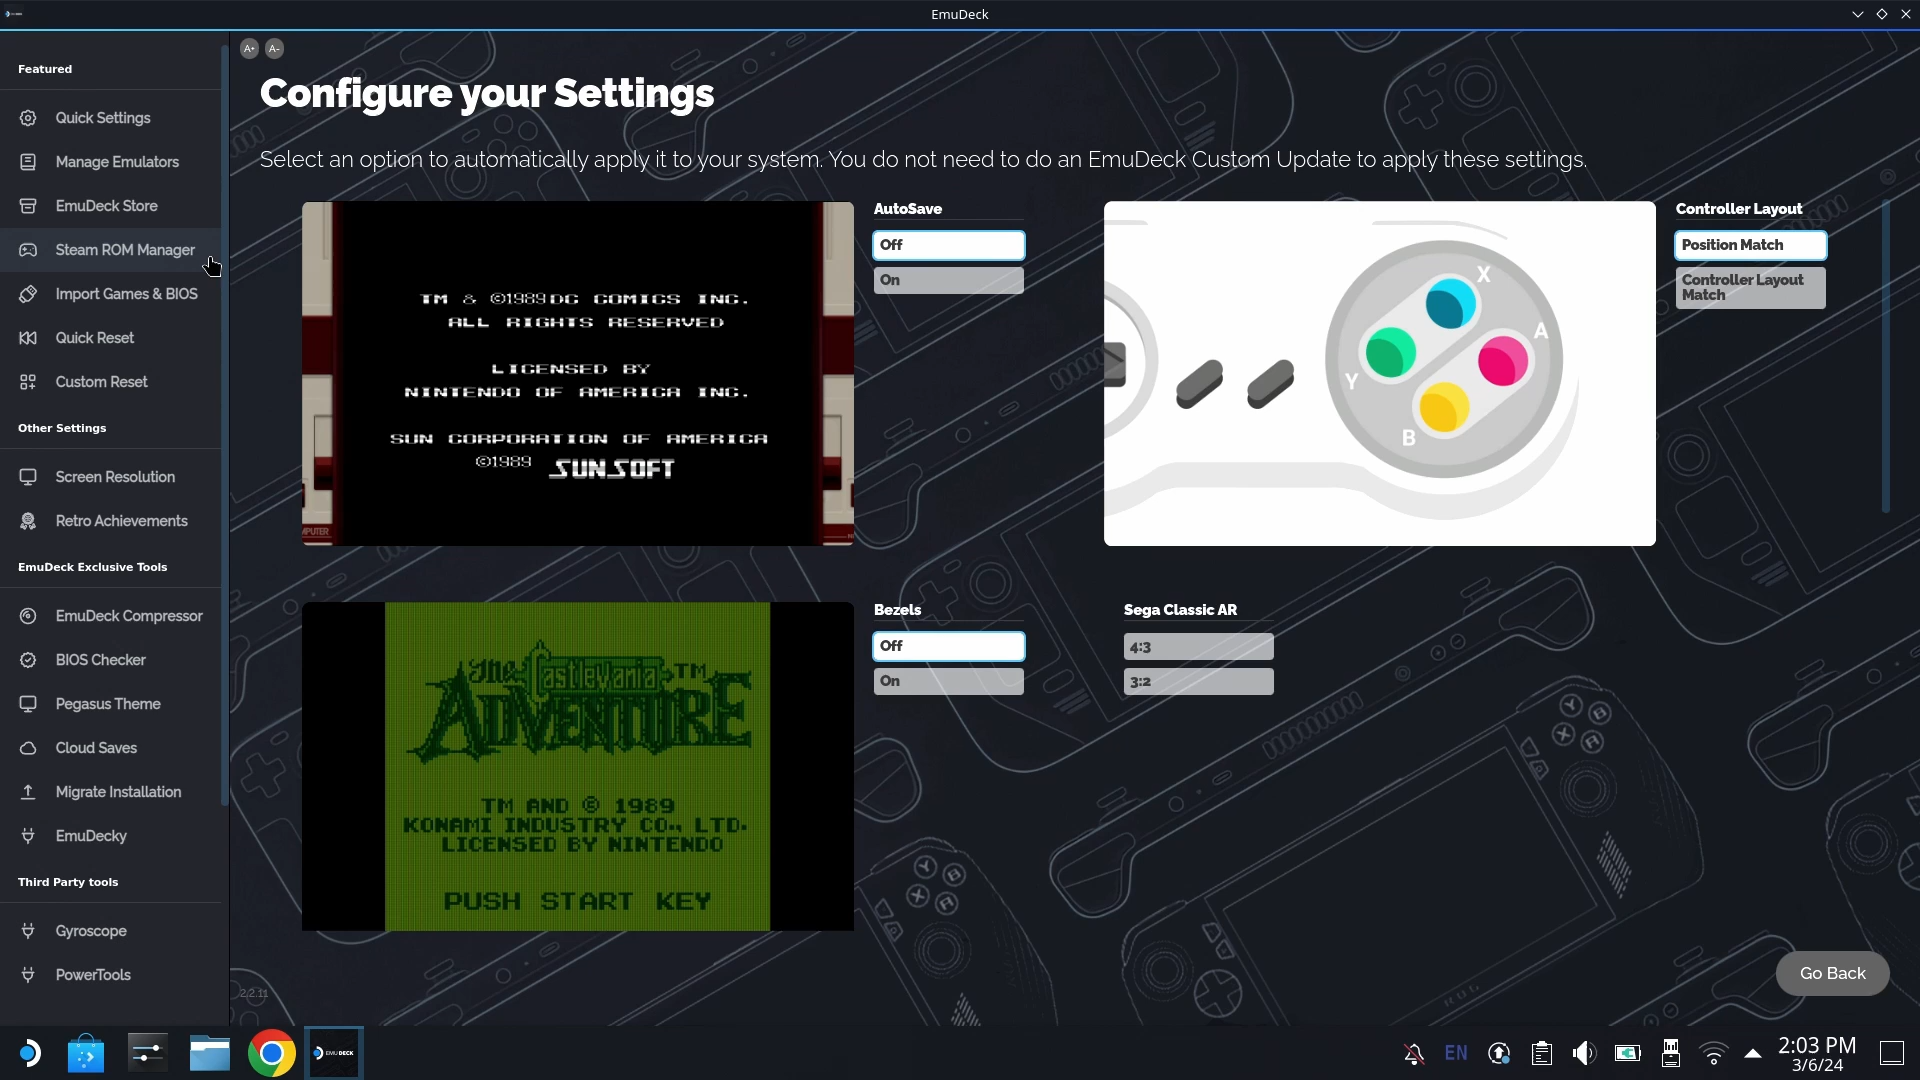 EmuDeck
Featured
Quick Settings
Manage Emulators
EmuDeck Store
Steam ROM Manager
Import Games & BIOS
Quick Reset
Custom Reset
Other Settings
Screen Resolution
Retro Achievements
EmuDeck Exclusive Tools
EmuDeck Compressor
BIOS Checker
Pegasus Theme
Cloud Saves
Migrate Installation
EmuDecky
Third Party tools
Gyroscope
PowerTools
A+ A-
Configure your Settings
Select an option to automatically apply it to your system. You do not need to do an EmuDeck Custom Update to apply these settings.
TM & ©1989 DC COMICS INC.
ALL RIGHTS RESERVED
LICENSED BY
NINTENDO OF AMERICA INC.
SUN CORPORATION OF AMERICA
©1989 SUNSOFT
AutoSave
Off
On
X
A
Y
B
Controller Layout
Position Match
Controller Layout
Match
The Castlevania TM
ADVENTURE
TM AND © 1989
KONAMI INDUSTRY CO., LTD.
LICENSED BY NINTENDO
PUSH START KEY
Bezels
Off
On
Sega Classic AR
4:3
3:2
Y B
X A
Y B
X A
2.2.11
Go Back
EMU DECK
EN
2:03 PM
3/6/24